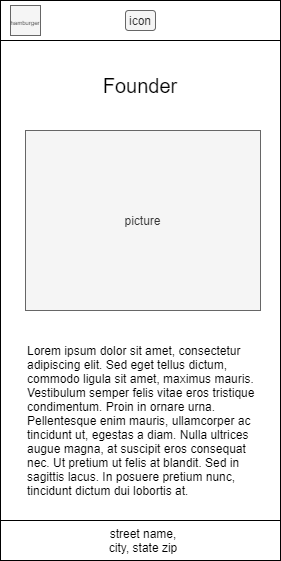 hamburger
icon
Founder
picture
Lorem ipsum dolor sit amet, consectetur
adipiscing elit. Sed eget tellus dictum,
commodo ligula sit amet, maximus mauris.
Vestibulum semper felis vitae eros tristique
condimentum. Proin in ornare urna.
Pellentesque enim mauris, ullamcorper ac
tincidunt ut, egestas a diam. Nulla ultrices
augue magna, at suscipit eros consequat
nec. Ut pretium ut felis at blandit. Sed in
sagittis lacus. In posuere pretium nunc,
tincidunt dictum dui lobortis at.
street name,
city, state zip